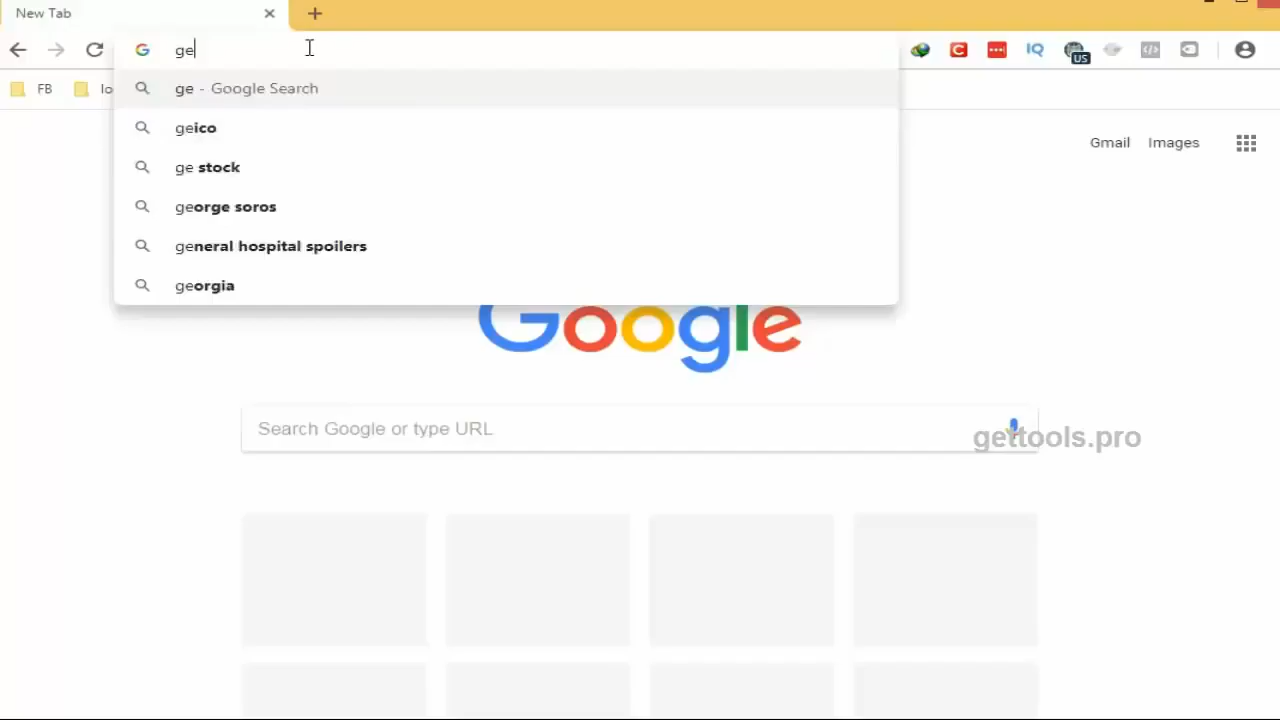 New Tab
ge
FB
ge - Google Search
geico
ge stock
george soros
general hospital spoilers
georgia
Gmail Images
Google
Search Google or type URL
gettools.pro
IQ
US
C